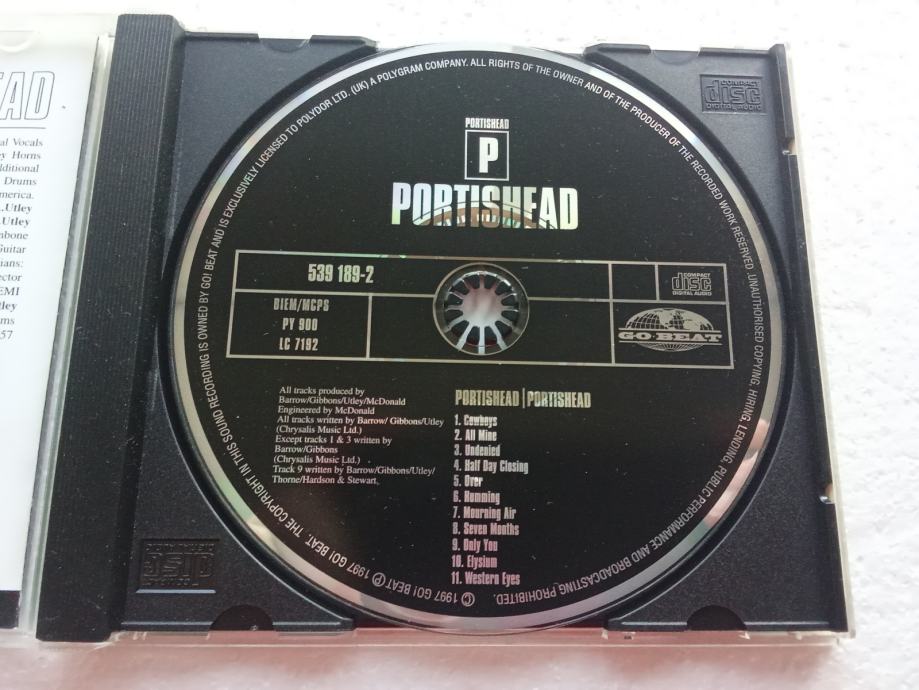 EAD
al Vocals
ey Horns
dditional
Drums
merica.
.Utley
.Utley
mbone
Guitar
ians:
ector
EMI
tley
ms
57
COMPACT
disc
DIGITAL AUDIO
PORTISHEAD
P
PORTISHEAD
539 189-2
COMPACT
disc
DIGITAL AUDIO
BIEM/MCPS
PY 900
LC 7192
GO·BEAT
All tracks produced by
Barrow/Gibbons/Utley/McDonald
Engineered by McDonald
All tracks written by Barrow/ Gibbons/Utley
(Chrysalis Music Ltd.)
Except tracks 1 & 3 written by
Barrow/Gibbons
(Chrysalis Music Ltd.)
Track 9 written by Barrow/Gibbons/Utley/
Thorne/Hardson & Stewart.
PORTISHEAD | PORTISHEAD
1. Cowboys
2. All Mine
3. Undenied
4. Half Day Closing
5. Over
6. Humming
7. Mourning Air
8. Seven Months
9. Only You
10. Elysium
11. Western Eyes
℗ 1997 GO! BEAT. THE COPYRIGHT IN THIS SOUND RECORDING IS OWNED BY GO! BEAT AND IS EXCLUSIVELY LICENSED TO POLYDOR LTD. (UK) A POLYGRAM COMPANY. ALL RIGHTS OF THE OWNER AND OF THE PRODUCER OF THE RECORDED WORK RESERVED .UNAUTHORISED COPYING, HIRING, LENDING, PUBLIC PERFORMANCE AND BROADCASTING PROHIBITED. © 1997 GO! BEAT
COMPACT
disc
DIGITAL AUDIO